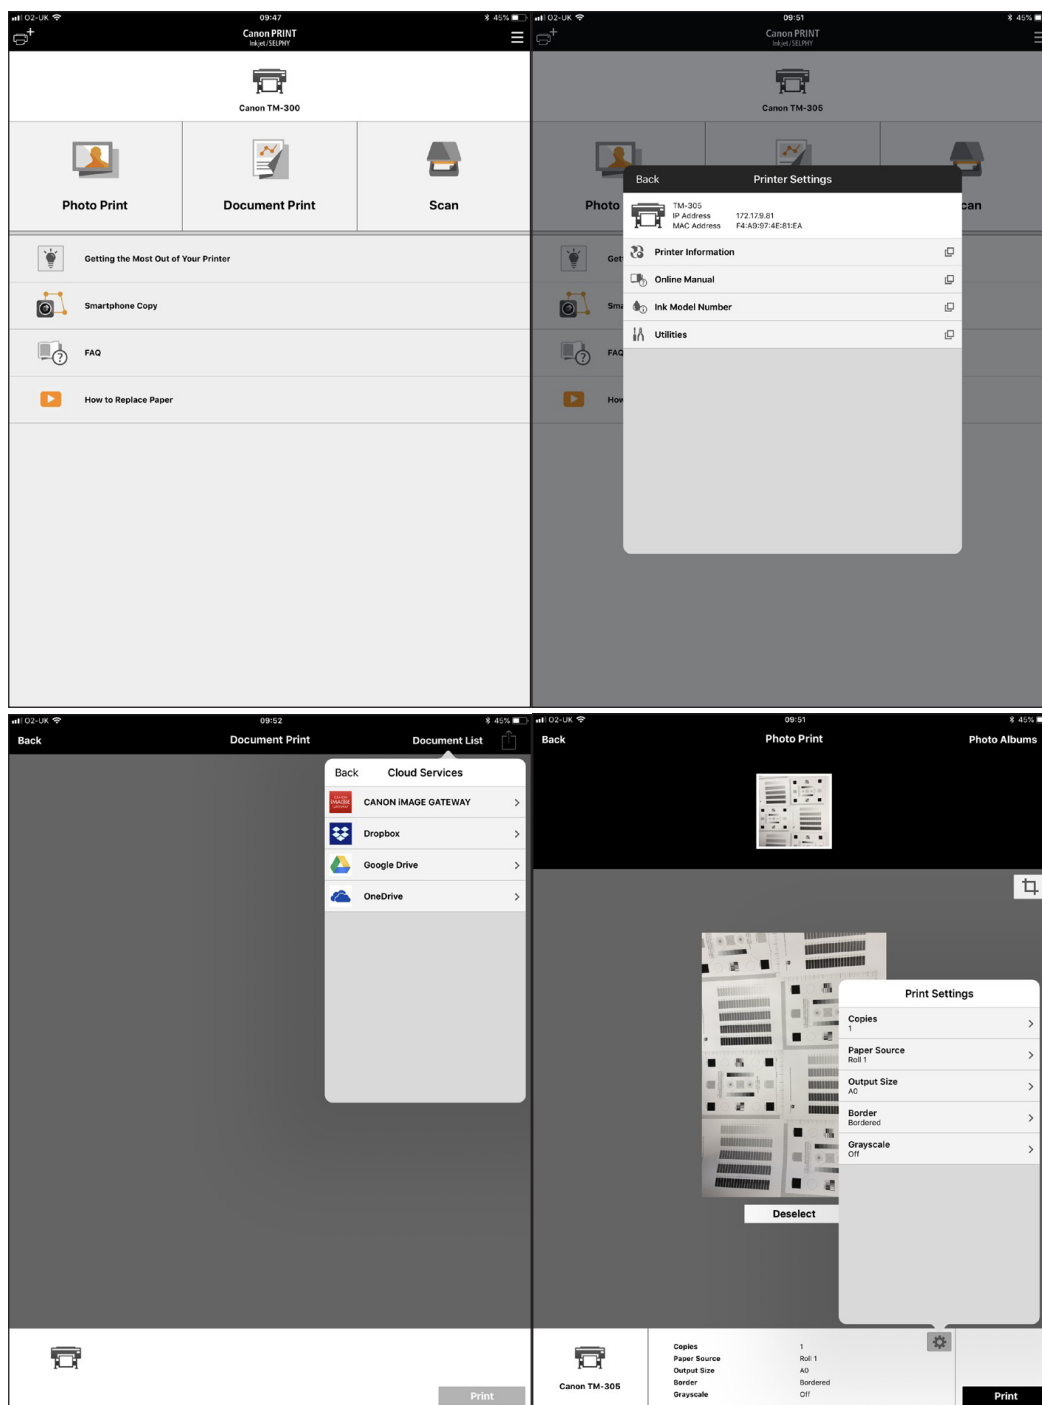 O2-UK
09:47
45%
Canon PRINT
Inkjet/SELPHY
Canon TM-300
Photo Print
Document Print
Scan
Getting the Most Out of Your Printer
Smartphone Copy
FAQ
How to Replace Paper
O2-UK
09:51
45%
Canon PRINT
Inkjet/SELPHY
Canon TM-305
Photo
can
Back
Printer Settings
TM-305
IP Address 172.17.9.81
MAC Address F4:A9:97:4E:81:EA
Printer Information
Online Manual
Ink Model Number
Utilities
Get
Sma
FAQ
How
O2-UK
09:52
45%
Back
Document Print
Document List
Back
Cloud Services
CANON iMAGE GATEWAY
Dropbox
Google Drive
OneDrive
Print
O2-UK
09:51
45%
Back
Photo Print
Photo Albums
Print Settings
Copies
1
Paper Source
Roll 1
Output Size
A0
Border
Bordered
Grayscale
Off
Deselect
Canon TM-305
Copies 1
Paper Source Roll 1
Output Size A0
Border Bordered
Grayscale Off
Print